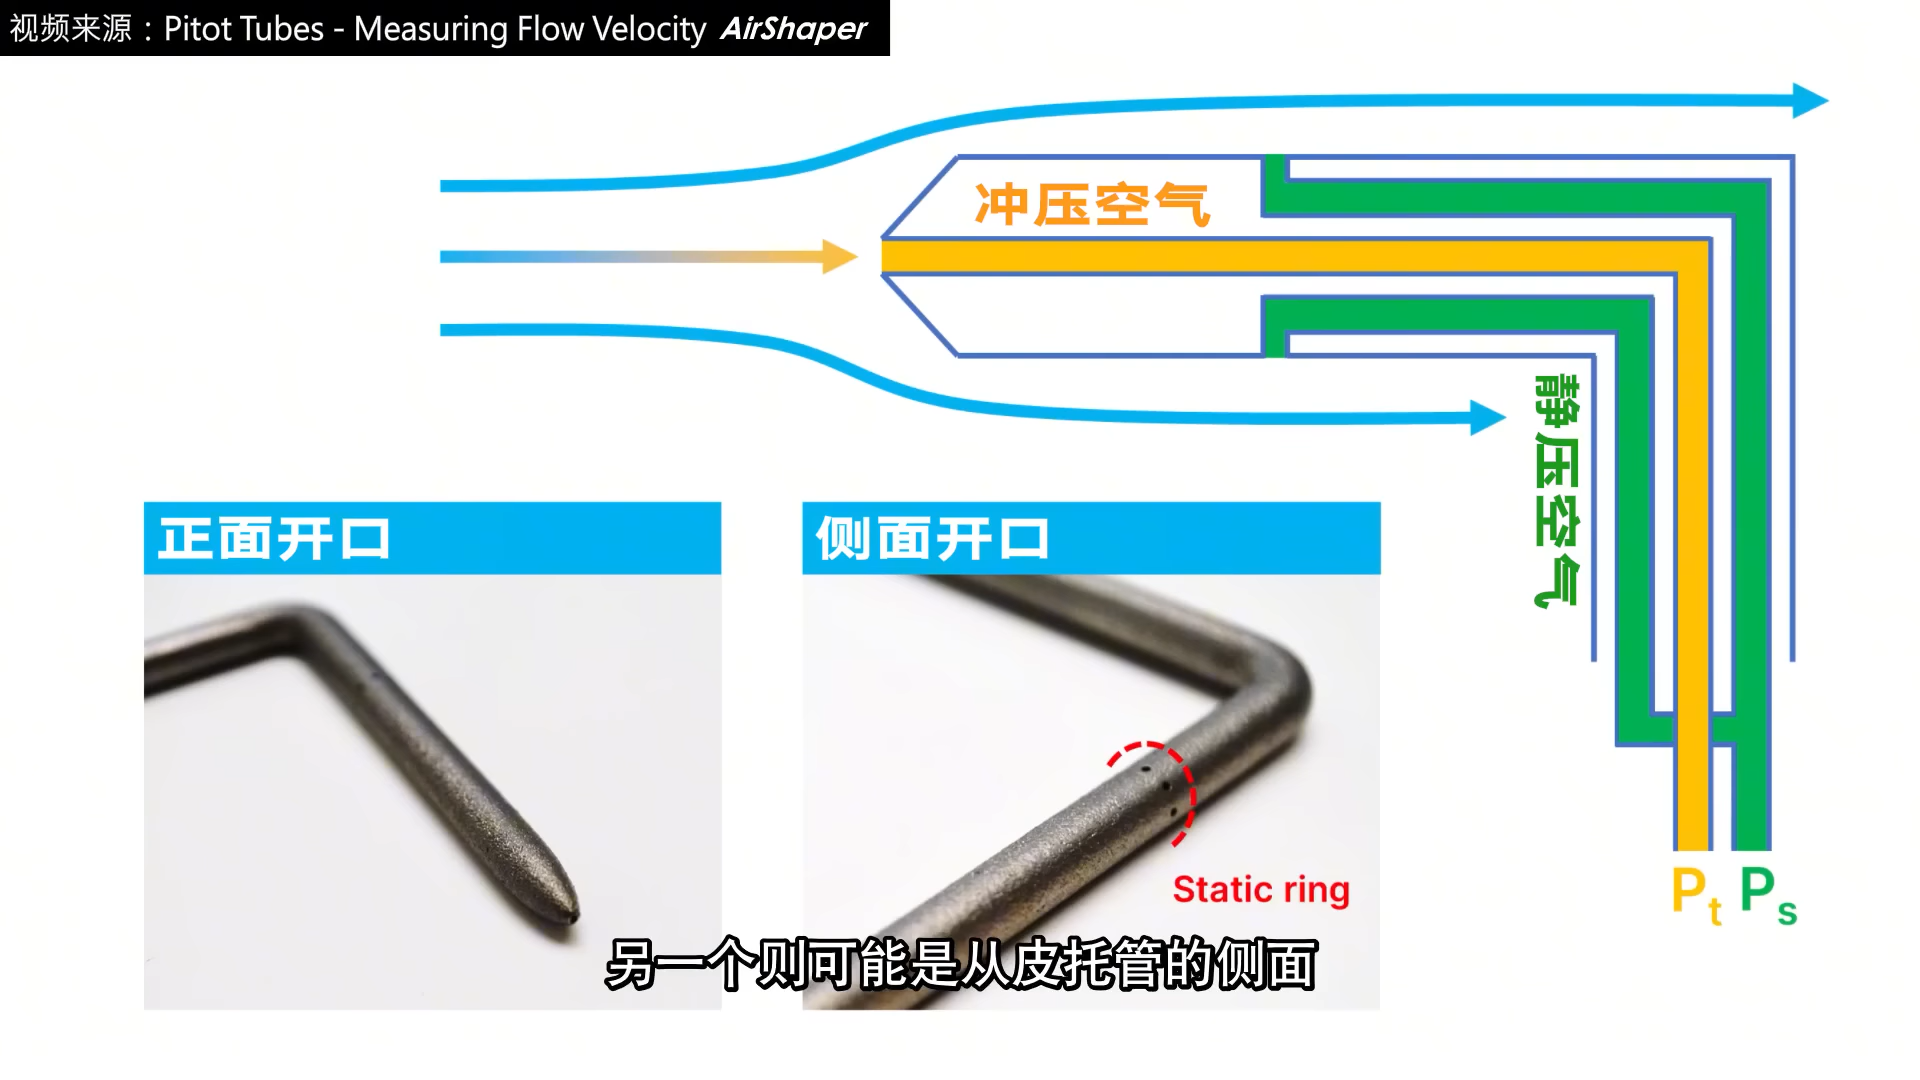 视频来源：Pitot Tubes - Measuring Flow Velocity AirShaper
冲压空气
静压空气
正面开口
侧面开口
Static ring
Pt Ps
另一个则可能是从皮托管的侧面